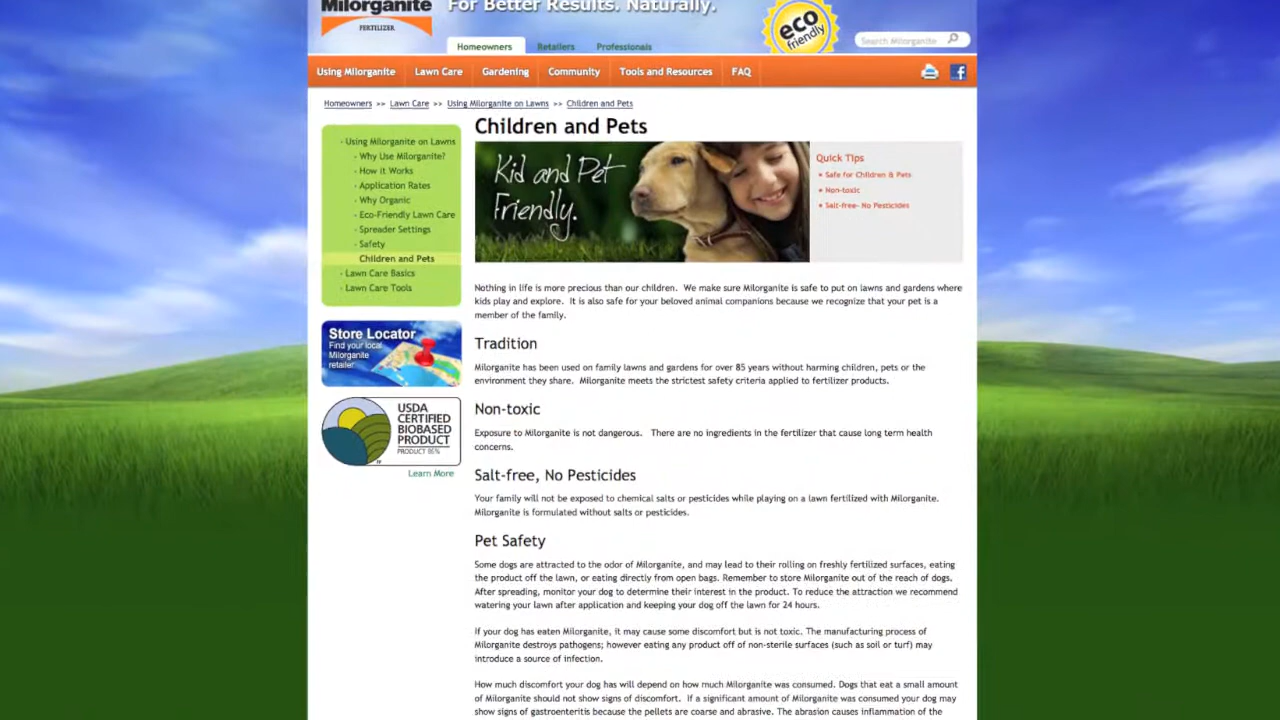 Milorganite
FERTILIZER
For Better Results. Naturally.
eco
friendly
Search Milorganite
Homeowners
Retailers
Professionals
Using Milorganite
Lawn Care
Gardening
Community
Tools and Resources
FAQ
f
Homeowners >> Lawn Care >> Using Milorganite on Lawns >> Children and Pets
- Using Milorganite on Lawns
- Why Use Milorganite?
- How it Works
- Application Rates
- Why Organic
- Eco-Friendly Lawn Care
- Spreader Settings
- Safety
Children and Pets
- Lawn Care Basics
- Lawn Care Tools
Store Locator
Find your local
Milorganite
retailer.
USDA
CERTIFIED
BIOBASED
PRODUCT
PRODUCT 86%
Learn More
Children and Pets
Kid and Pet
Friendly.
Quick Tips
• Safe for Children & Pets
• Non-toxic
• Salt-free- No Pesticides
Nothing in life is more precious than our children. We make sure Milorganite is safe to put on lawns and gardens where
kids play and explore. It is also safe for your beloved animal companions because we recognize that your pet is a
member of the family.
Tradition
Milorganite has been used on family lawns and gardens for over 85 years without harming children, pets or the
environment they share. Milorganite meets the strictest safety criteria applied to fertilizer products.
Non-toxic
Exposure to Milorganite is not dangerous. There are no ingredients in the fertilizer that cause long term health
concerns.
Salt-free, No Pesticides
Your family will not be exposed to chemical salts or pesticides while playing on a lawn fertilized with Milorganite.
Milorganite is formulated without salts or pesticides.
Pet Safety
Some dogs are attracted to the odor of Milorganite, and may lead to their rolling on freshly fertilized surfaces, eating
the product off the lawn, or eating directly from open bags. Remember to store Milorganite out of the reach of dogs.
After spreading, monitor your dog to determine their interest in the product. To reduce the attraction we recommend
watering your lawn after application and keeping your dog off the lawn for 24 hours.
If your dog has eaten Milorganite, it may cause some discomfort but is not toxic. The manufacturing process of
Milorganite destroys pathogens; however eating any product off of non-sterile surfaces (such as soil or turf) may
introduce a source of infection.
How much discomfort your dog has will depend on how much Milorganite was consumed. Dogs that eat a small amount
of Milorganite should not show signs of discomfort. If a significant amount of Milorganite was consumed your dog may
show signs of gastroenteritis because the pellets are coarse and abrasive. The abrasion causes inflamation of the